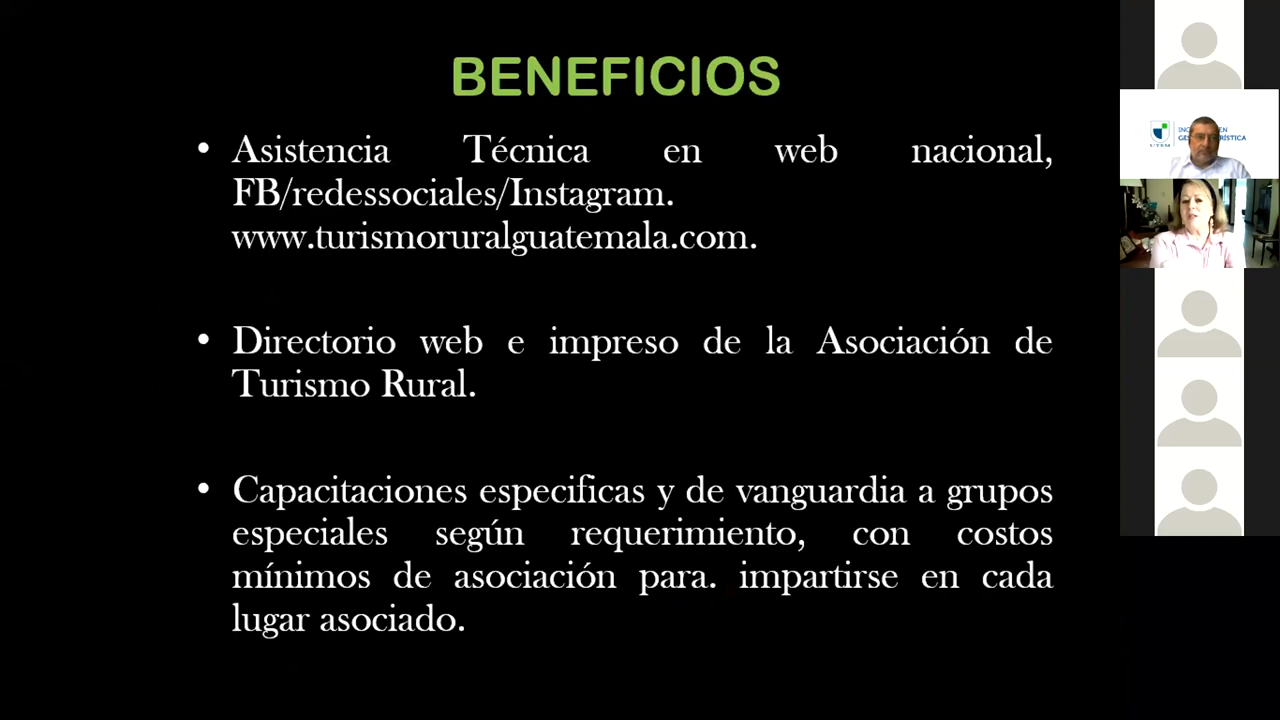 BENEFICIOS
• Asistencia Técnica en web nacional,
FB/redessociales/Instagram.
www.turismoruralguatemala.com.
• Directorio web e impreso de la Asociación de
Turismo Rural.
• Capacitaciones especificas y de vanguardia a grupos
especiales según requerimiento, con costos
mínimos de asociación para. impartirse en cada
lugar asociado.